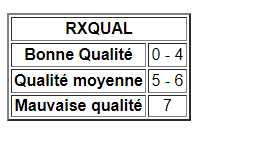 RXQUAL
Bonne Qualité 0 - 4
Qualité moyenne 5 - 6
Mauvaise qualité 7